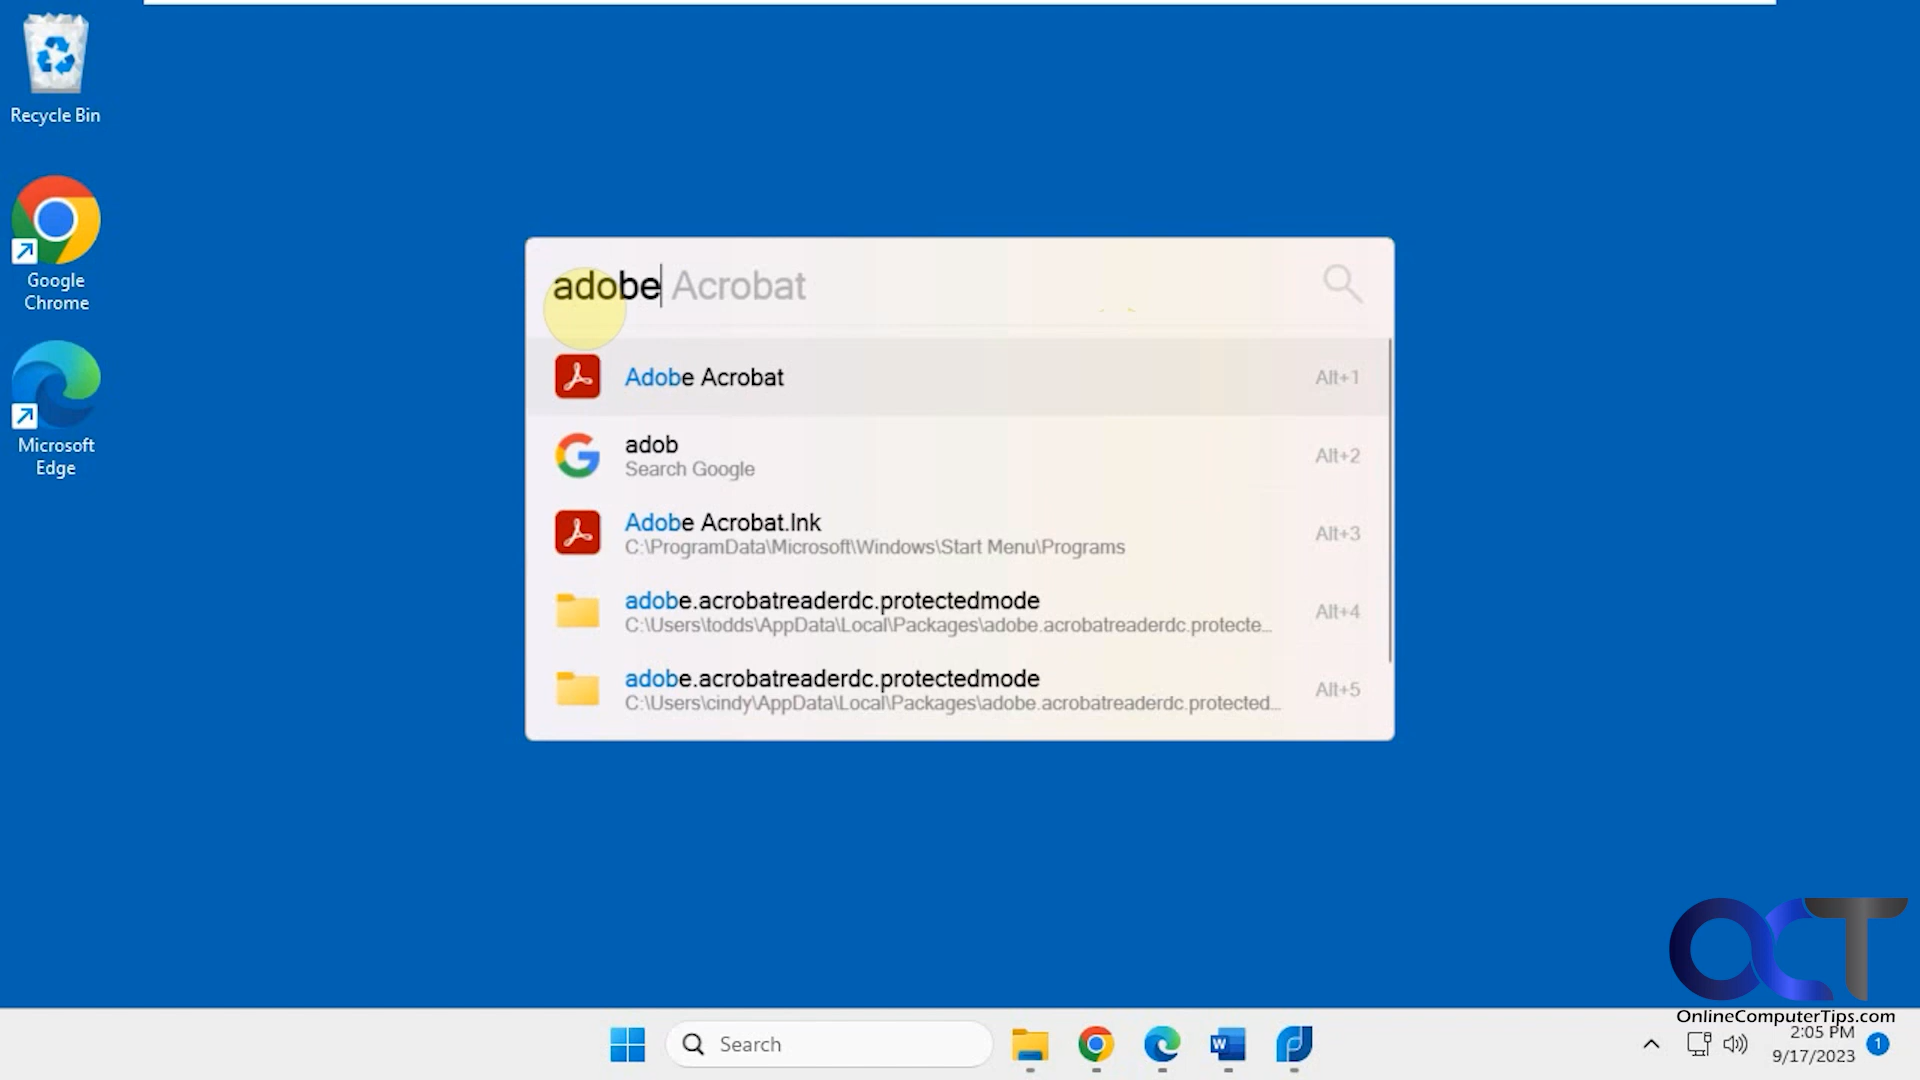 Recycle Bin
Google
Chrome
Microsoft
Edge
adobe Acrobat
Adobe Acrobat
Alt+1
adob
Search Google
Alt+2
Adobe Acrobat.lnk
C:\ProgramData\Microsoft\Windows\Start Menu\Programs
Alt+3
adobe.acrobatreaderdc.protectedmode
C:\Users\todds\AppData\Local\Packages\adobe.acrobatreaderdc.protecte...
Alt+4
adobe.acrobatreaderdc.protectedmode
C:\Users\cindy\AppData\Local\Packages\adobe.acrobatreaderdc.protected...
Alt+5
OCT
OnlineComputerTips.com
Search
W
2:05 PM
9/17/2023
1